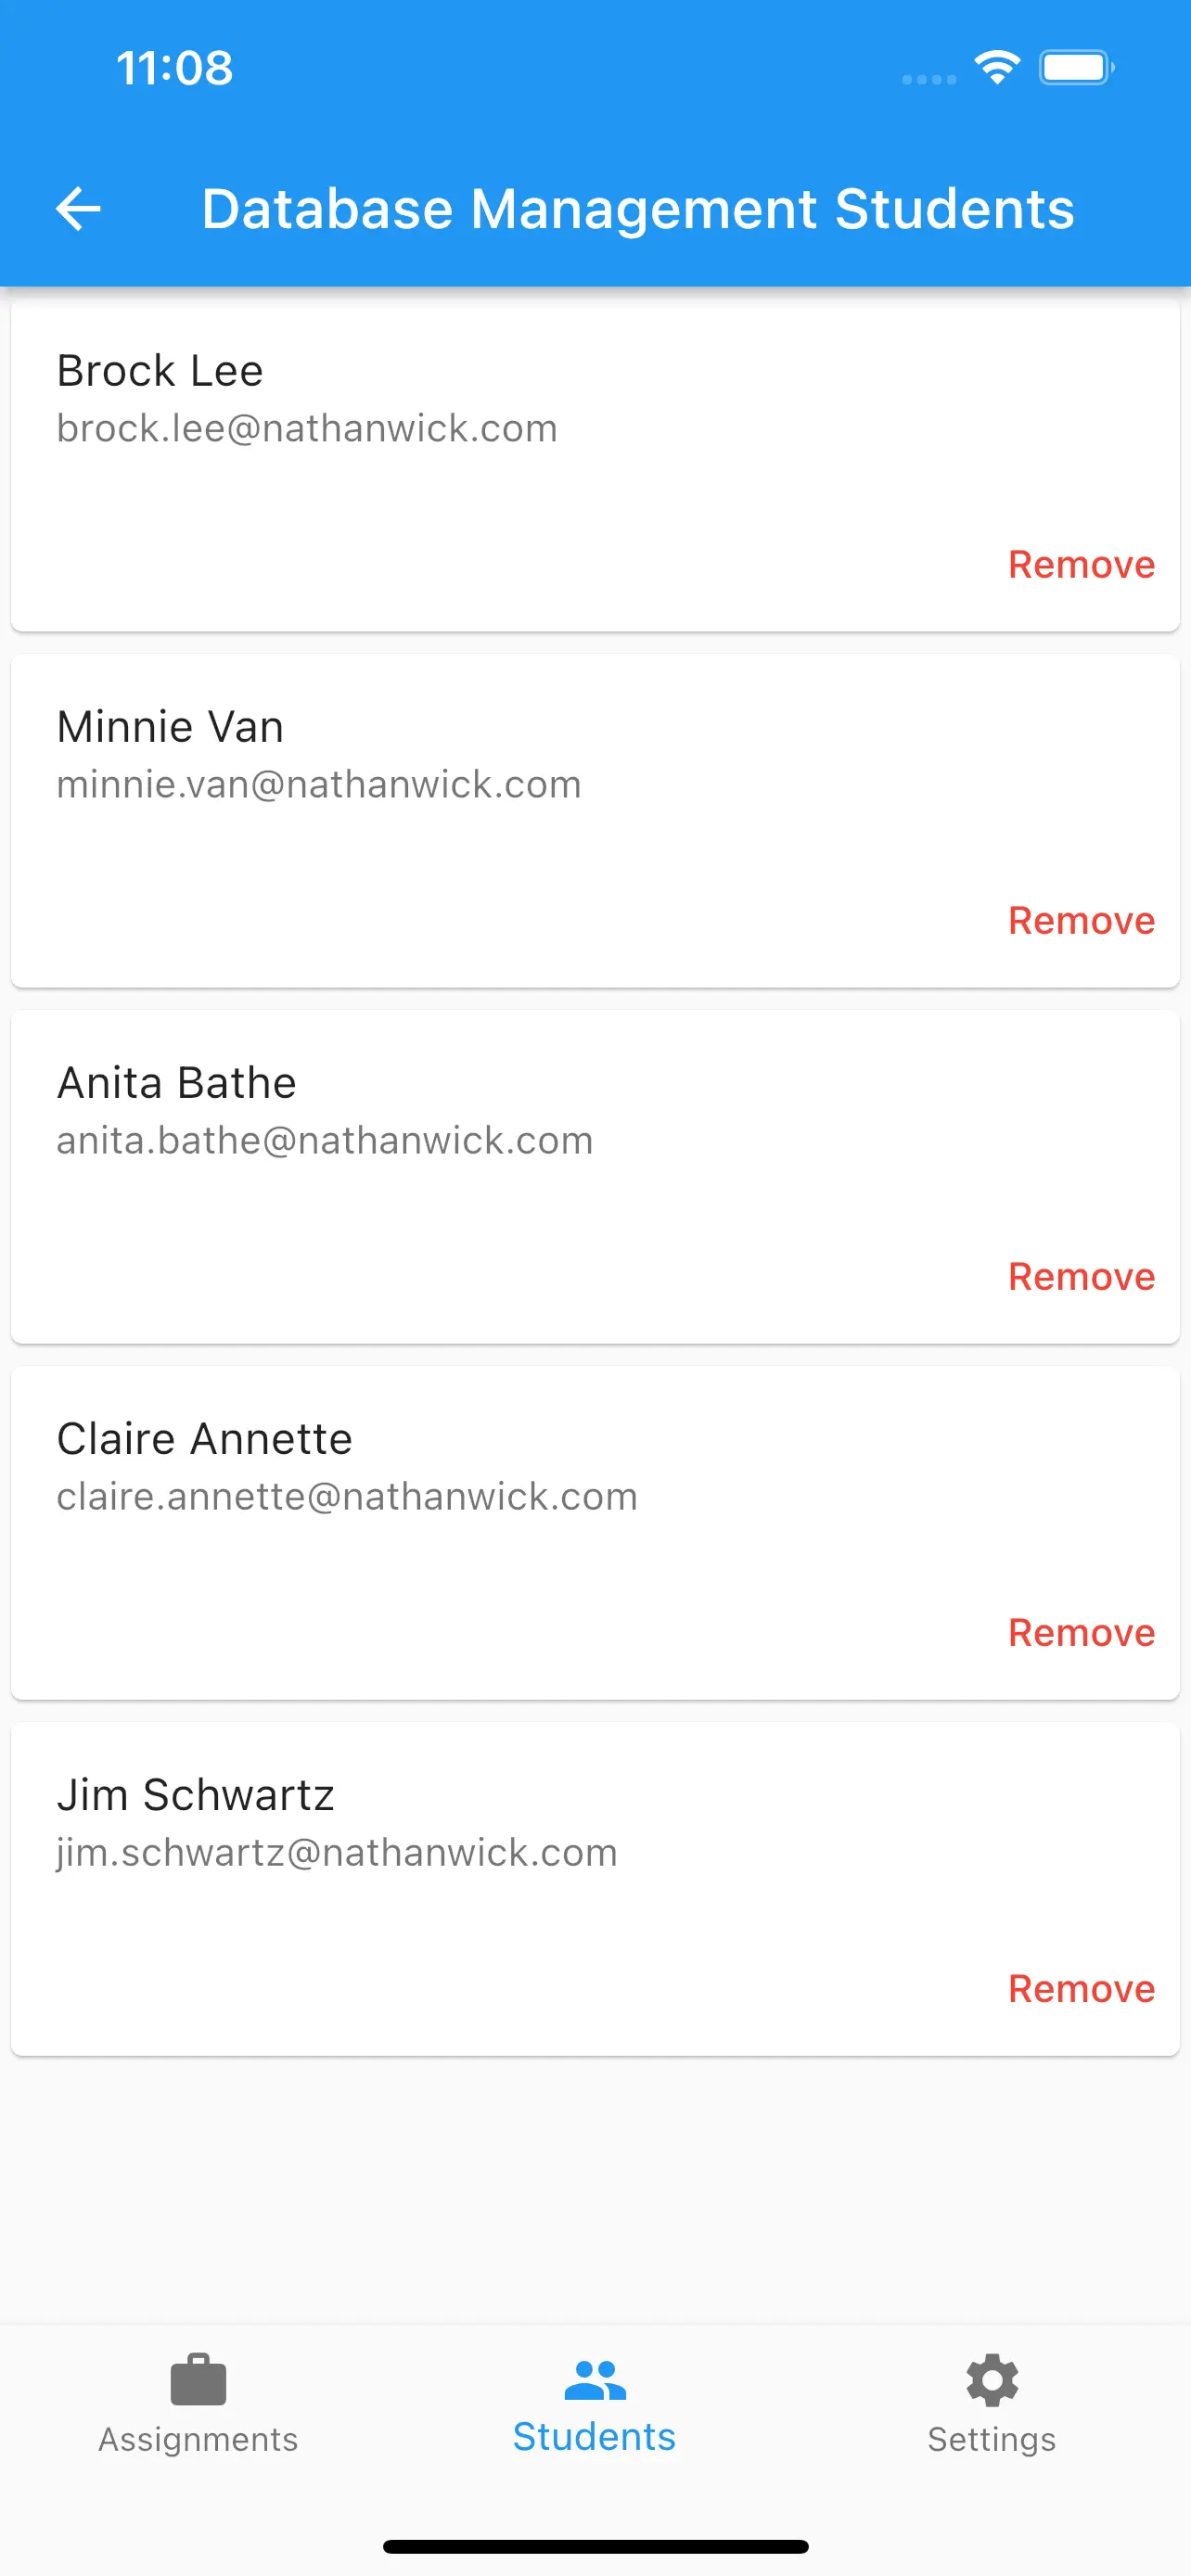 11:08
Database Management Students
Brock Lee
brock.lee@nathanwick.com
Remove
Minnie Van
minnie.van@nathanwick.com
Remove
Anita Bathe
anita.bathe@nathanwick.com
Remove
Claire Annette
claire.annette@nathanwick.com
Remove
Jim Schwartz
jim.schwartz@nathanwick.com
Remove
Assignments
Students
Settings